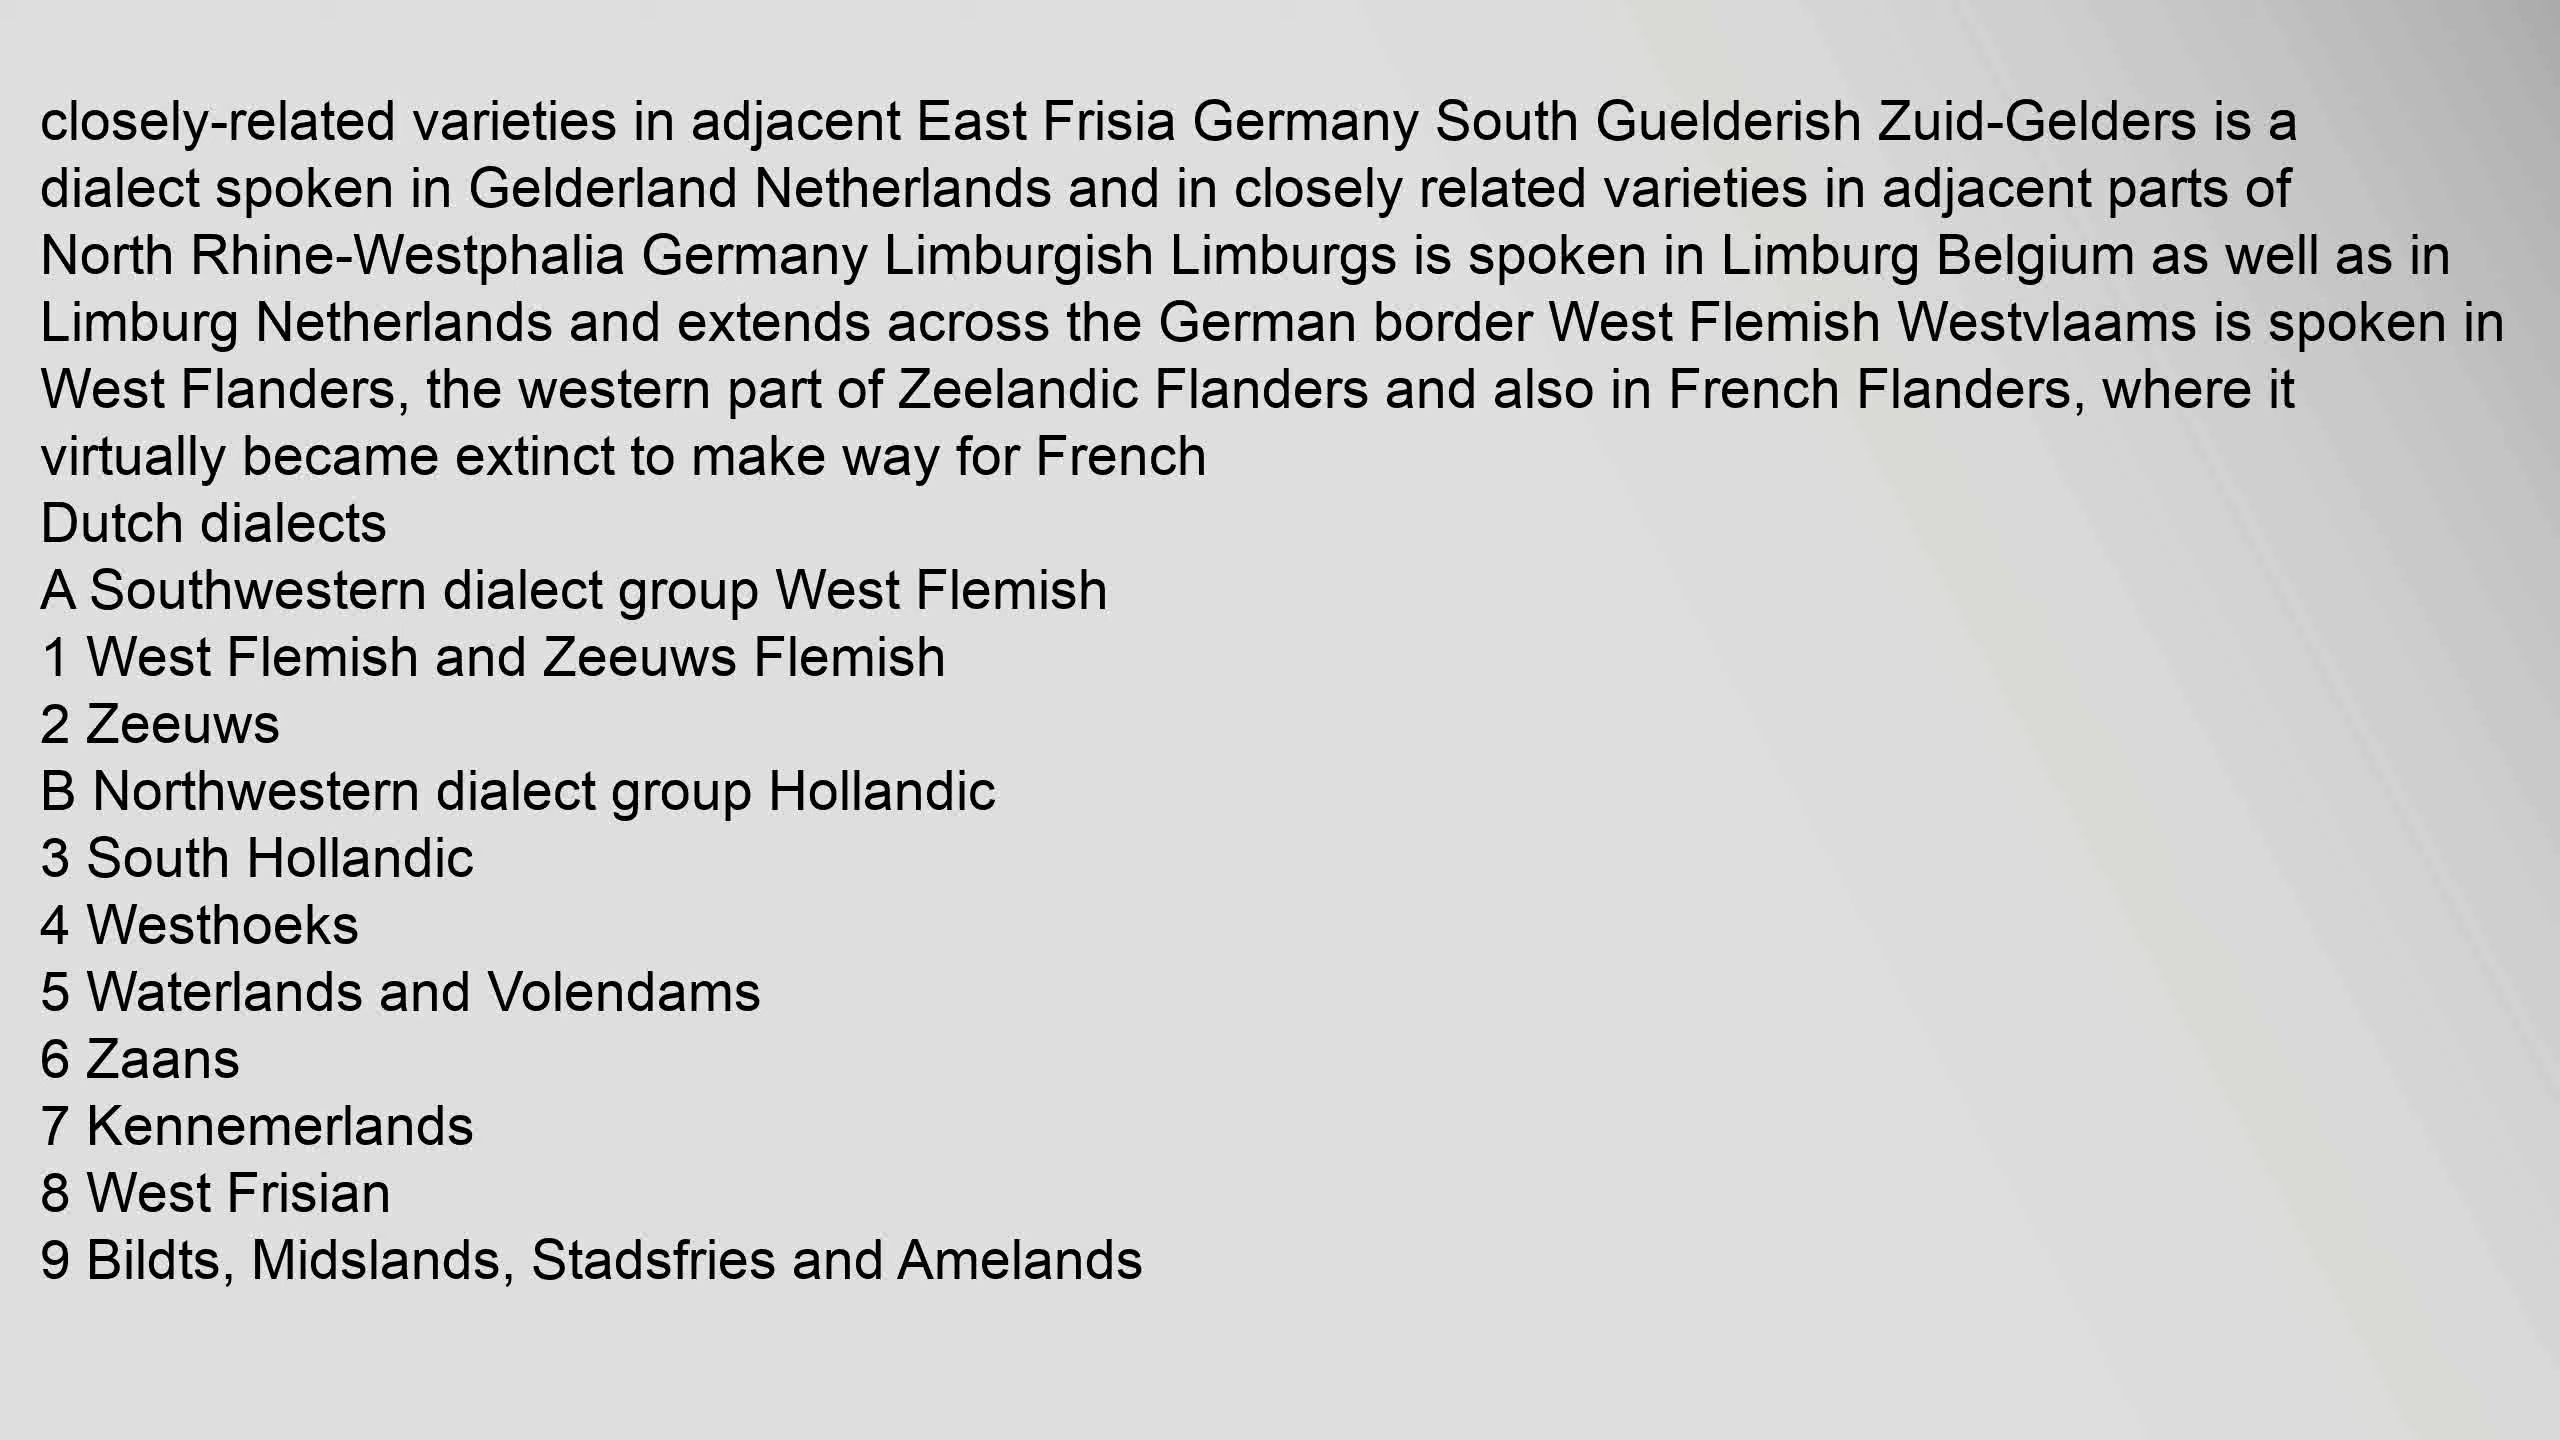 closely-related varieties in adjacent East Frisia Germany South Guelderish Zuid-Gelders is a
dialect spoken in Gelderland Netherlands and in closely related varieties in adjacent parts of
North Rhine-Westphalia Germany Limburgish Limburgs is spoken in Limburg Belgium as well as in
Limburg Netherlands and extends across the German border West Flemish Westvlaams is spoken in
West Flanders, the western part of Zeelandic Flanders and also in French Flanders, where it
virtually became extinct to make way for French
Dutch dialects
A Southwestern dialect group West Flemish
1 West Flemish and Zeeuws Flemish
2 Zeeuws
B Northwestern dialect group Hollandic
3 South Hollandic
4 Westhoeks
5 Waterlands and Volendams
6 Zaans
7 Kennemerlands
8 West Frisian
9 Bildts, Midslands, Stadsfries and Amelands